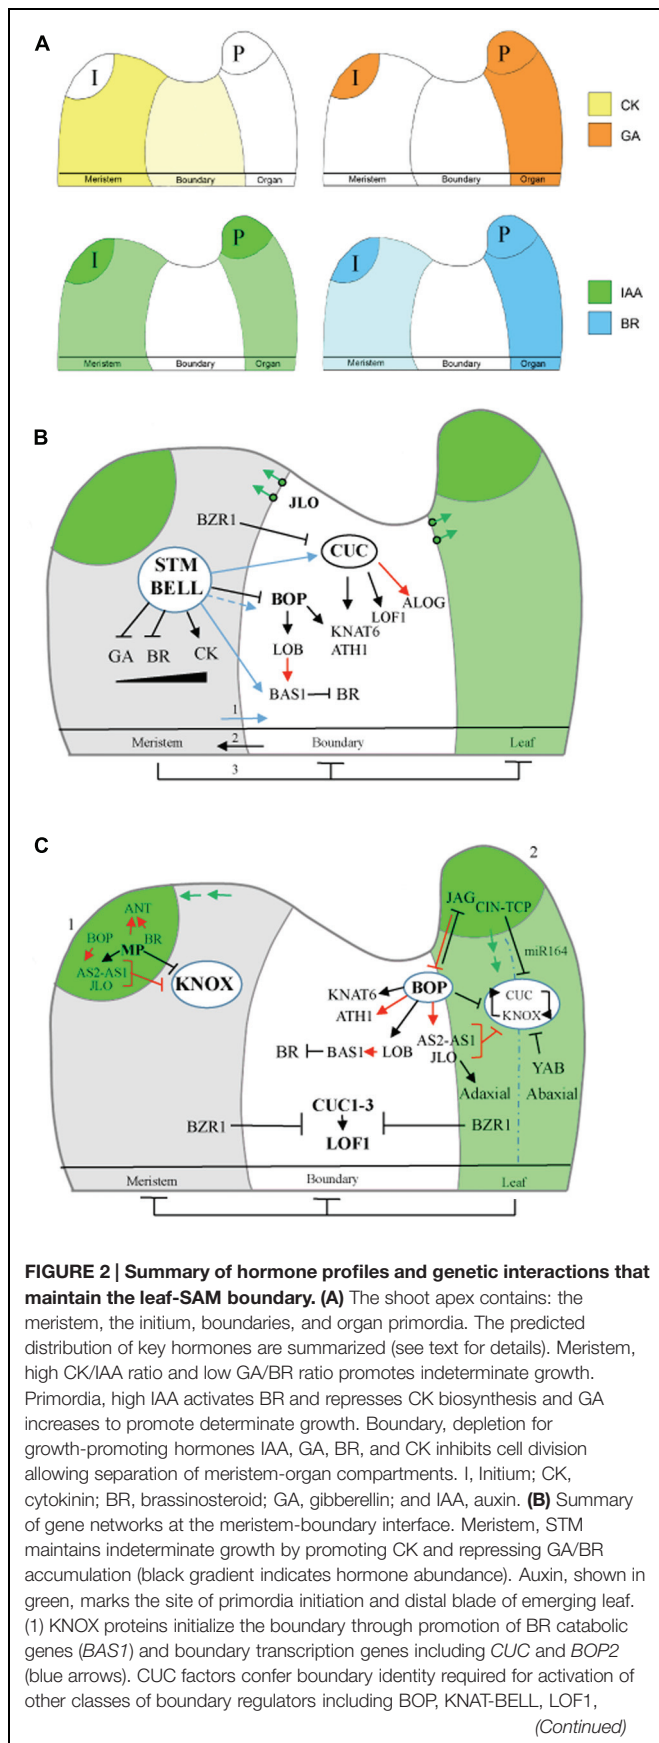 A
I
P
Meristem
Boundary
Organ
I
P
Meristem
Boundary
Organ
CK
GA
I
P
Meristem
Boundary
Organ
I
P
Meristem
Boundary
Organ
IAA
BR
B
JLO
BZR1
CUC
STM
BELL
BOP
ALOG
LOF1
KNAT6
ATH1
GA BR CK
LOB
BAS1
BR
1
2
3
Meristem
Boundary
Leaf
C
1
2
ANT
BOP
BR
MP
AS2-AS1
JLO
KNOX
JAG
CIN-TCP
miR164
BOP
KNAT6
ATH1
CUC
KNOX
AS2-AS1
JLO
BR
BAS1
LOB
YAB
Adaxial
Abaxial
CUC1-3
LOF1
BZR1
BZR1
Meristem
Boundary
Leaf
FIGURE 2 | Summary of hormone profiles and genetic interactions that
maintain the leaf-SAM boundary. (A) The shoot apex contains: the
meristem, the initium, boundaries, and organ primordia. The predicted
distribution of key hormones are summarized (see text for details). Meristem,
high CK/IAA ratio and low GA/BR ratio promotes indeterminate growth.
Primordia, high IAA activates BR and represses CK biosynthesis and GA
increases to promote determinate growth. Boundary, depletion for
growth-promoting hormones IAA, GA, BR, and CK inhibits cell division
allowing separation of meristem-organ compartments. I, Initium; CK,
cytokinin; BR, brassinosteroid; GA, gibberellin; and IAA, auxin. (B) Summary
of gene networks at the meristem-boundary interface. Meristem, STM
maintains indeterminate growth by promoting CK and repressing GA/BR
accumulation (black gradient indicates hormone abundance). Auxin, shown in
green, marks the site of primordia initiation and distal blade of emerging leaf.
(1) KNOX proteins initialize the boundary through promotion of BR catabolic
genes (BAS1) and boundary transcription genes including CUC and BOP2
(blue arrows). CUC factors confer boundary identity required for activation of
other classes of boundary regulators including BOP, KNAT-BELL, LOF1,
(Continued)